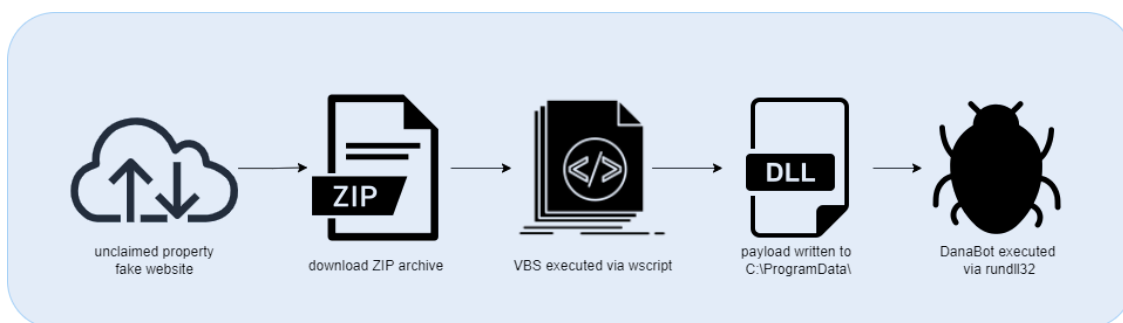 ZIP
</>
DLL
unclaimed property
fake website
download ZIP archive
VBS executed via wscript
payload written to
C:\ProgramData\
DanaBot executed
via rundll32